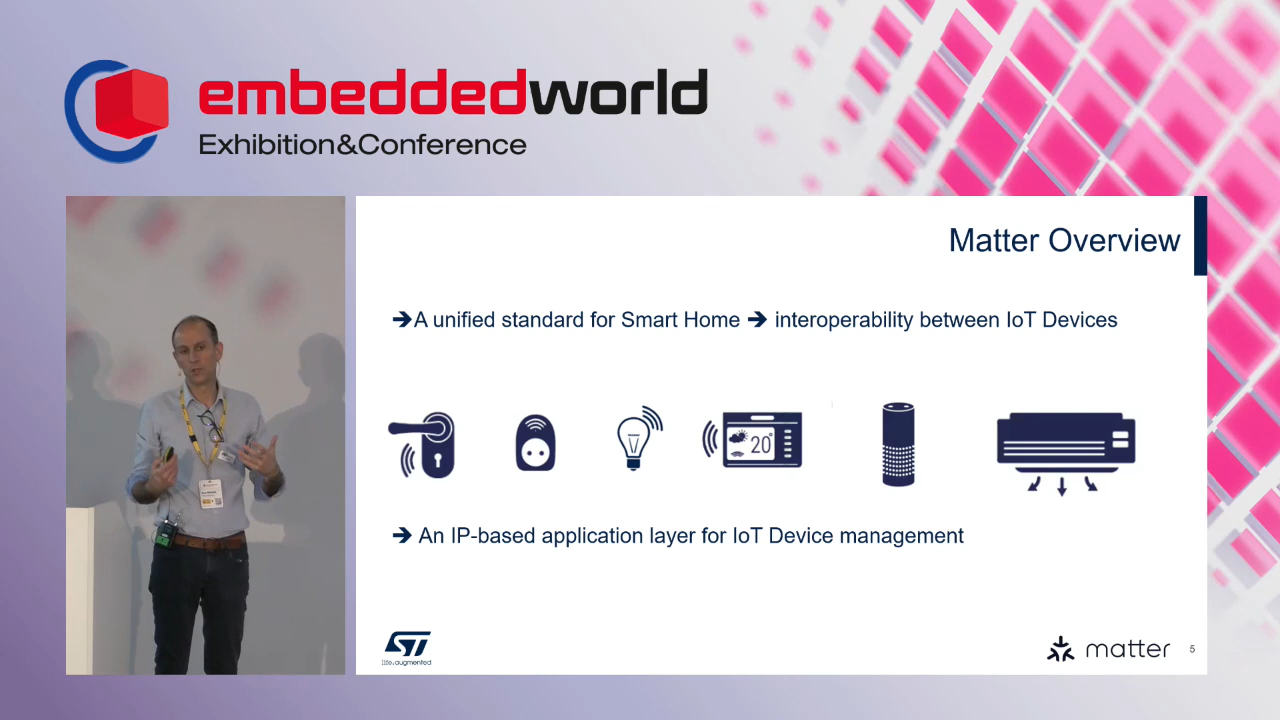 embeddedworld
Exhibition&Conference
Matter Overview
➔A unified standard for Smart Home ➔ interoperability between IoT Devices
20°
➔ An IP-based application layer for IoT Device management
ST
life.augmented
matter
5